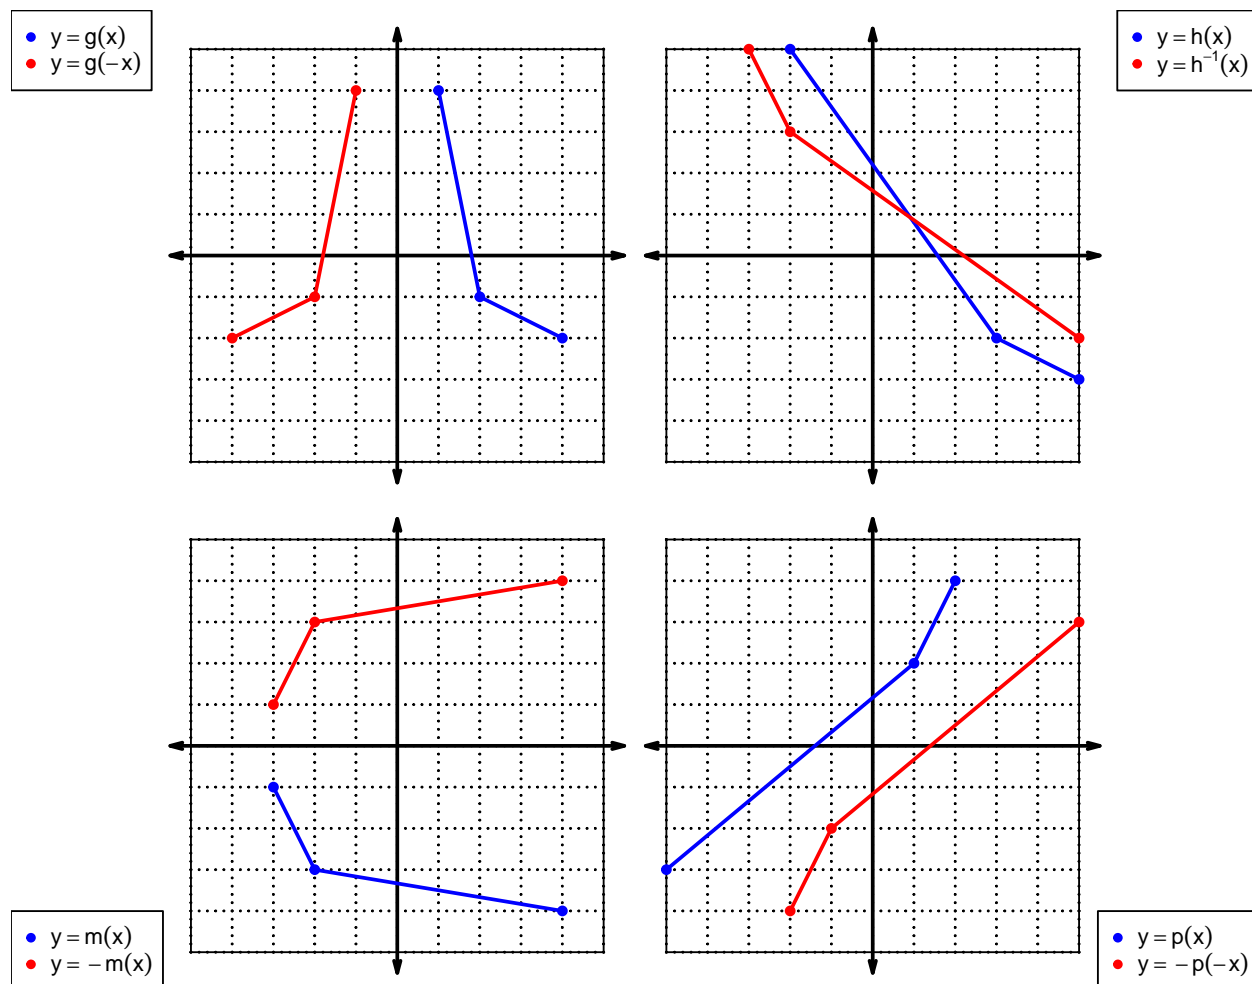 y = g(x)
y = g(−x)
y = h(x)
y = h⁻¹(x)
y = m(x)
y = −m(x)
y = p(x)
y = −p(−x)